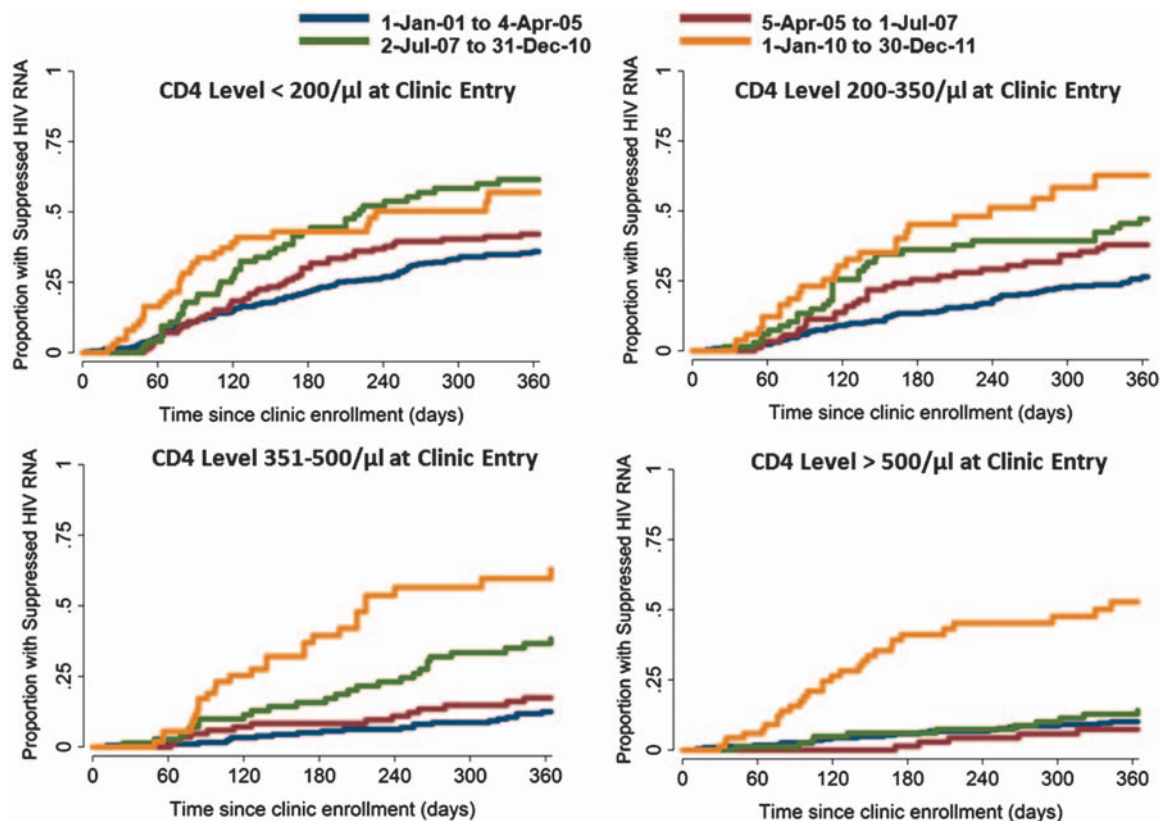 1-Jan-01 to 4-Apr-05
5-Apr-05 to 1-Jul-07
2-Jul-07 to 31-Dec-10
1-Jan-10 to 30-Dec-11
CD4 Level < 200/µl at Clinic Entry
Proportion with Suppressed HIV RNA
1
.75
.5
.25
0
0 60 120 180 240 300 360
Time since clinic enrollment (days)
CD4 Level 200-350/µl at Clinic Entry
Proportion with Suppressed HIV RNA
1
.75
.5
.25
0
0 60 120 180 240 300 360
Time since clinic enrollment (days)
CD4 Level 351-500/µl at Clinic Entry
Proportion with Suppressed HIV RNA
1
.75
.5
.25
0
0 60 120 180 240 300 360
Time since clinic enrollment (days)
CD4 Level > 500/µl at Clinic Entry
Proportion with Suppressed HIV RNA
1
.75
.5
.25
0
0 60 120 180 240 300 360
Time since clinic enrollment (days)